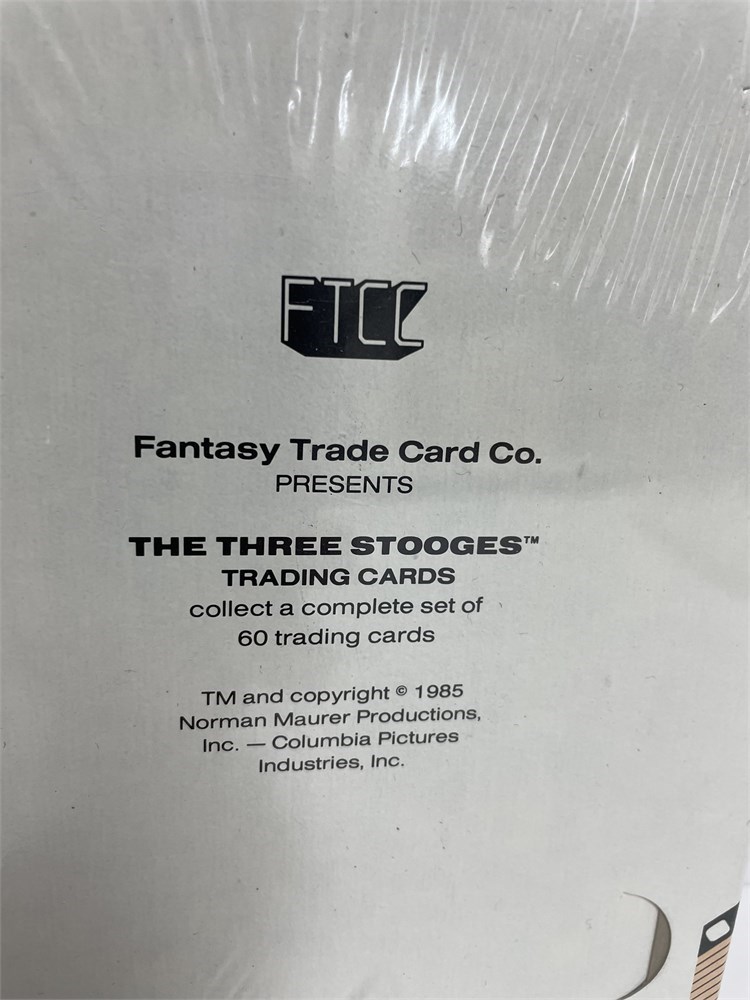 FTCC
Fantasy Trade Card Co.
PRESENTS
THE THREE STOOGES™
TRADING CARDS
collect a complete set of
60 trading cards
TM and copyright © 1985
Norman Maurer Productions,
Inc. — Columbia Pictures
Industries, Inc.